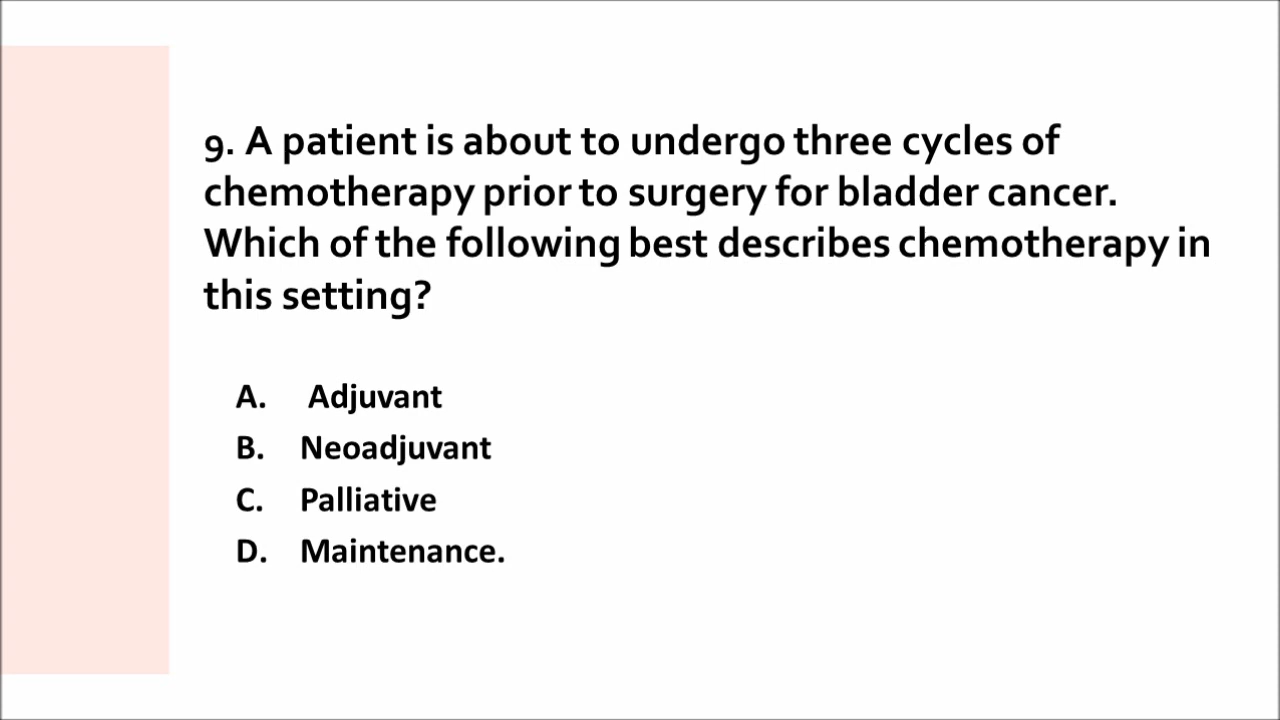 9. A patient is about to undergo three cycles of
chemotherapy prior to surgery for bladder cancer.
Which of the following best describes chemotherapy in
this setting?
A. Adjuvant
B. Neoadjuvant
C. Palliative
D. Maintenance.